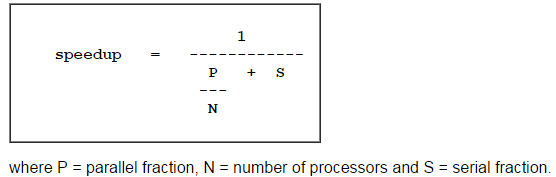 1
speedup = ------------
P + S
---
N
where P = parallel fraction, N = number of processors and S = serial fraction.